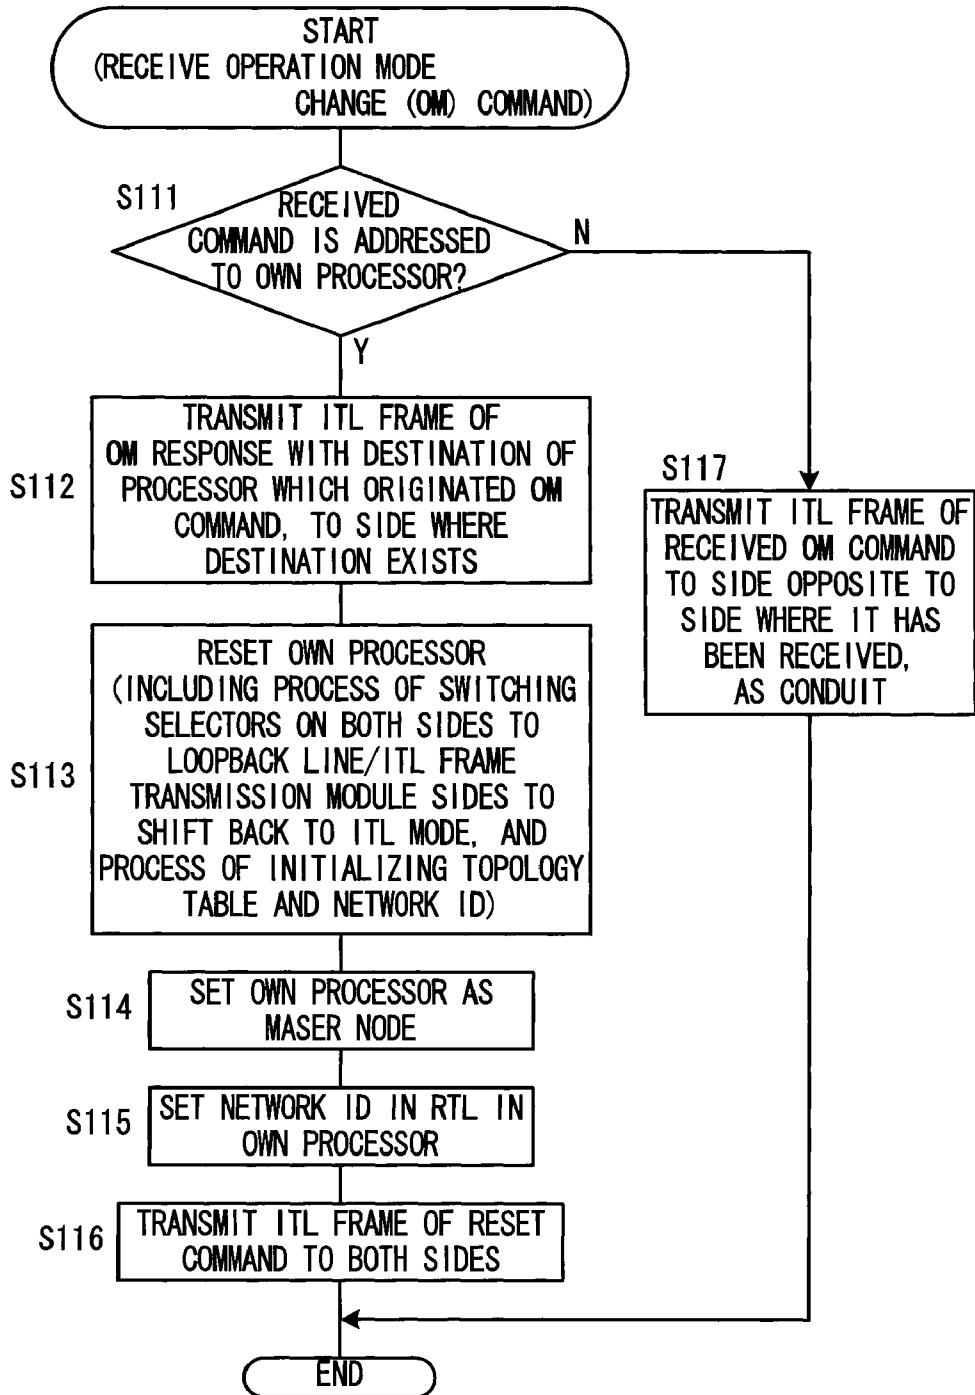 START
(RECEIVE OPERATION MODE
CHANGE (OM) COMMAND)
S111
RECEIVED
COMMAND IS ADDRESSED
TO OWN PROCESSOR?
N
Y
S112
TRANSMIT ITL FRAME OF
OM RESPONSE WITH DESTINATION OF
PROCESSOR WHICH ORIGINATED OM
COMMAND, TO SIDE WHERE
DESTINATION EXISTS
S117
TRANSMIT ITL FRAME OF
RECEIVED OM COMMAND
TO SIDE OPPOSITE TO
SIDE WHERE IT HAS
BEEN RECEIVED,
AS CONDUIT
S113
RESET OWN PROCESSOR
(INCLUDING PROCESS OF SWITCHING
SELECTORS ON BOTH SIDES TO
LOOPBACK LINE/ITL FRAME
TRANSMISSION MODULE SIDES TO
SHIFT BACK TO ITL MODE, AND
PROCESS OF INITIALIZING TOPOLOGY
TABLE AND NETWORK ID)
S114
SET OWN PROCESSOR AS
MASER NODE
S115
SET NETWORK ID IN RTL IN
OWN PROCESSOR
S116
TRANSMIT ITL FRAME OF RESET
COMMAND TO BOTH SIDES
END